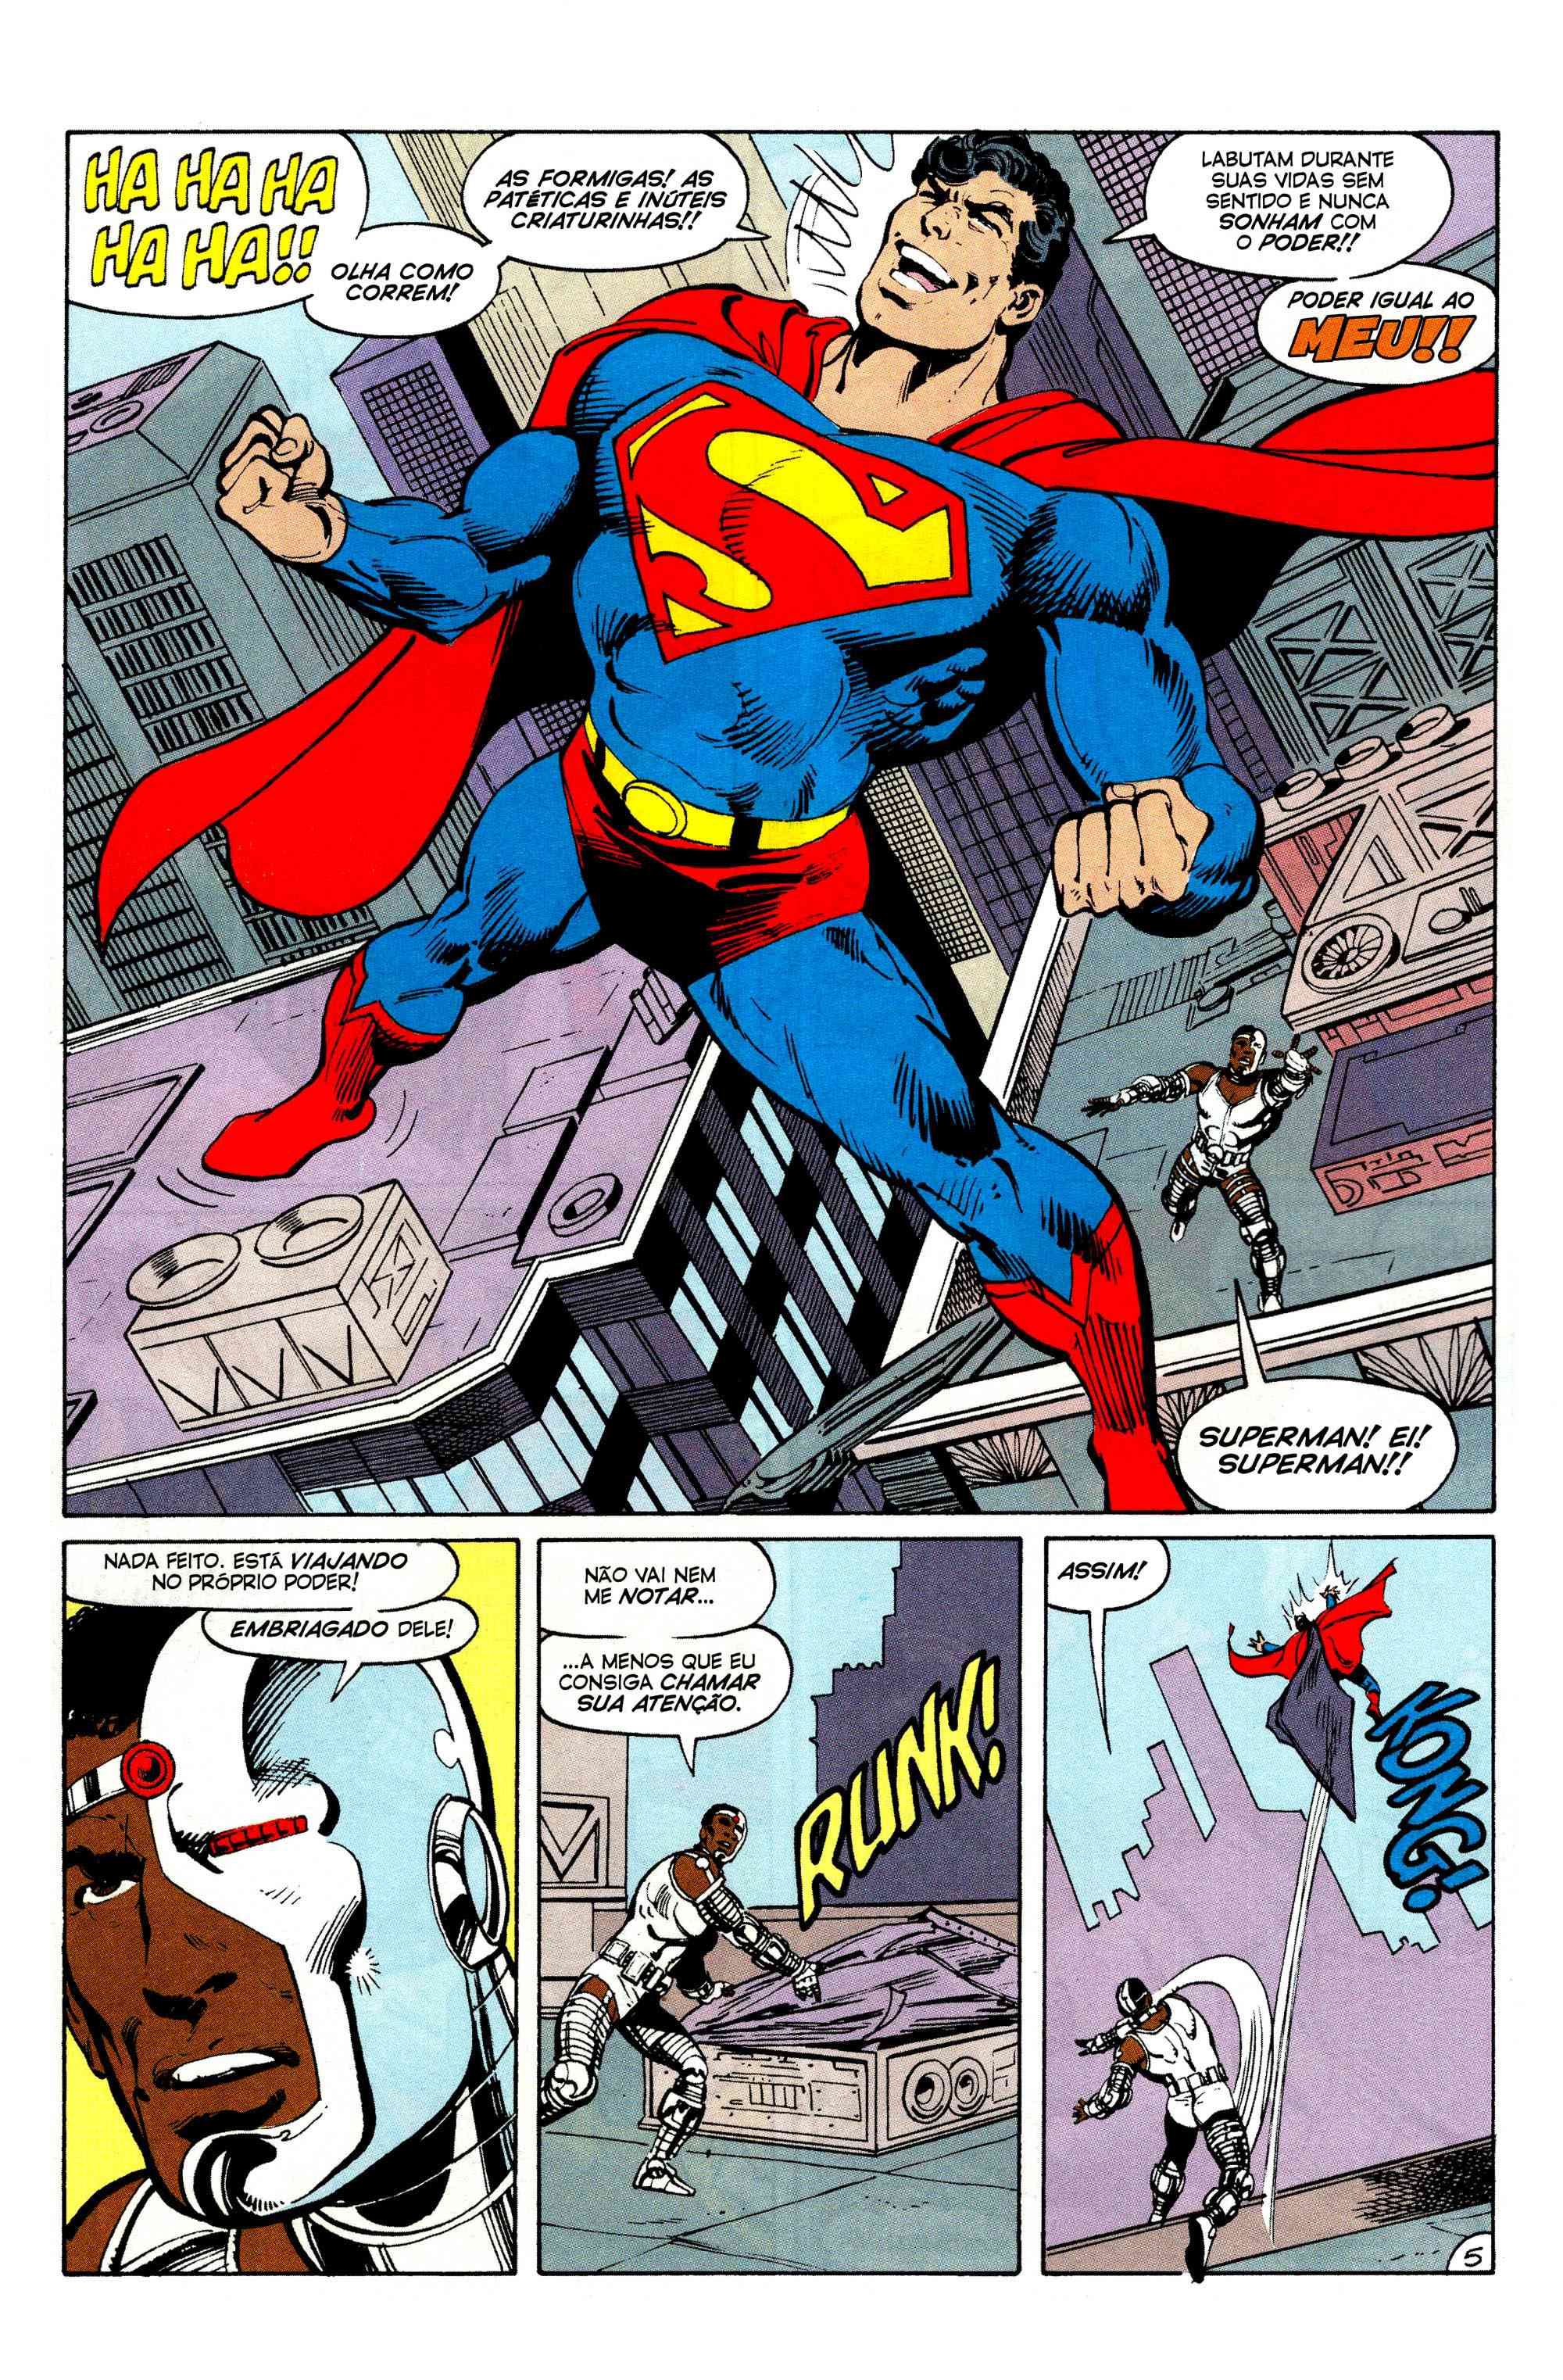 HA HA HA
HA HA!!
OLHA COMO
CORREM!
AS FORMIGAS! AS
PATÉTICAS E INÚTEIS
CRIATURINHAS!!
LABUTAM DURANTE
SUAS VIDAS SEM
SENTIDO E NUNCA
SONHAM COM
O PODER!!
PODER IGUAL AO
MEU!!
S
SUPERMAN! EI!
SUPERMAN!!
NADA FEITO. ESTÁ VIAJANDO
NO PRÓPRIO PODER!
EMBRIAGADO DELE!
NÃO VAI NEM
ME NOTAR...
...A MENOS QUE EU
CONSIGA CHAMAR
SUA ATENÇÃO.
RUNK!
ASSIM!
KONG!
5